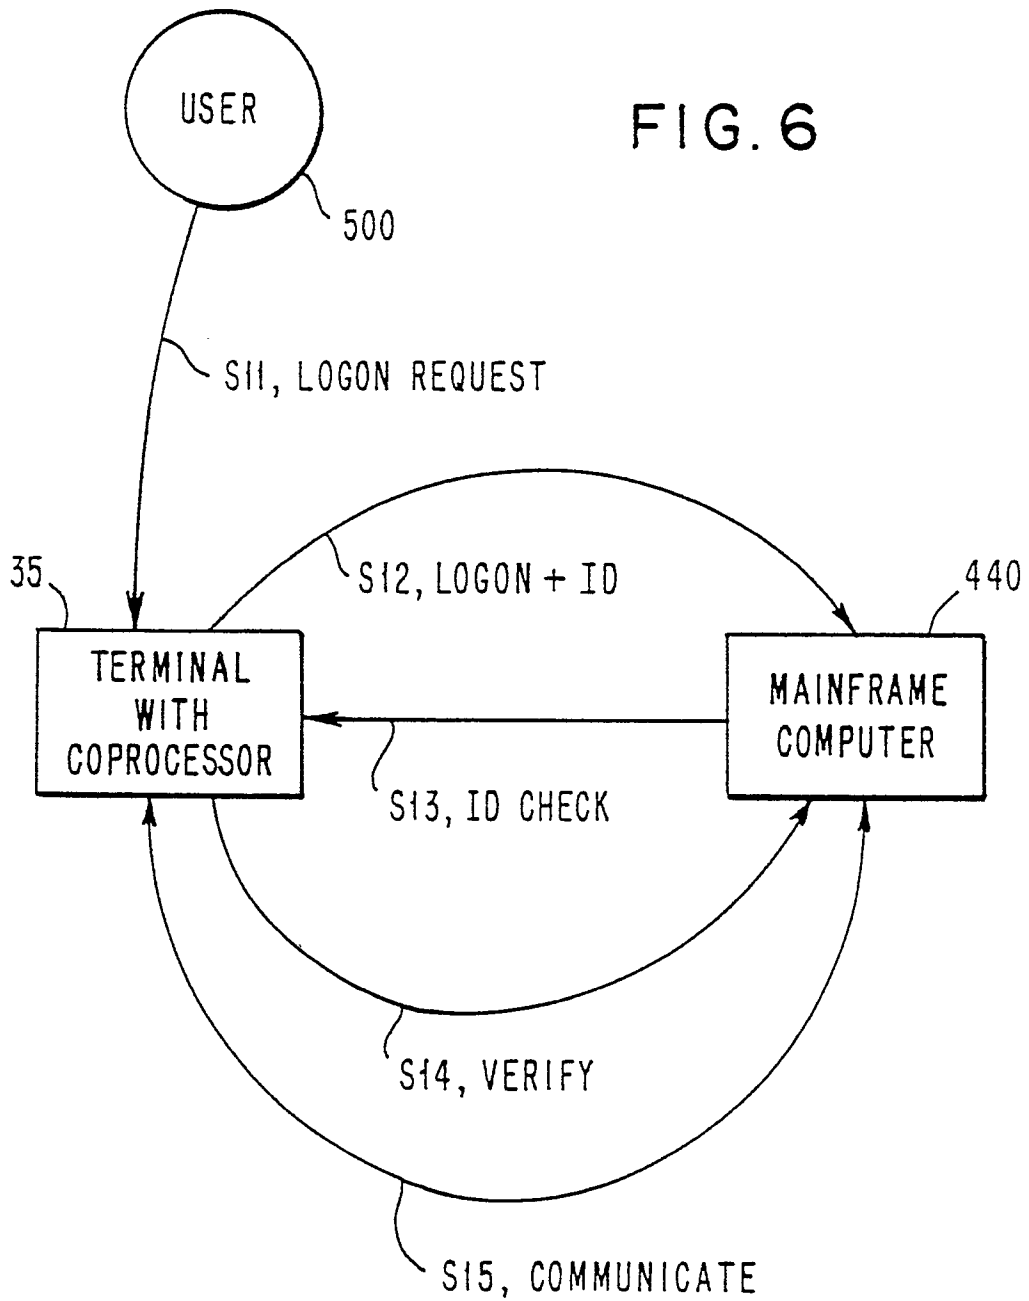 USER
FIG. 6
500
S11, LOGON REQUEST
35
S12, LOGON + ID
440
TERMINAL
WITH
COPROCESSOR
MAINFRAME
COMPUTER
S13, ID CHECK
S14, VERIFY
S15, COMMUNICATE